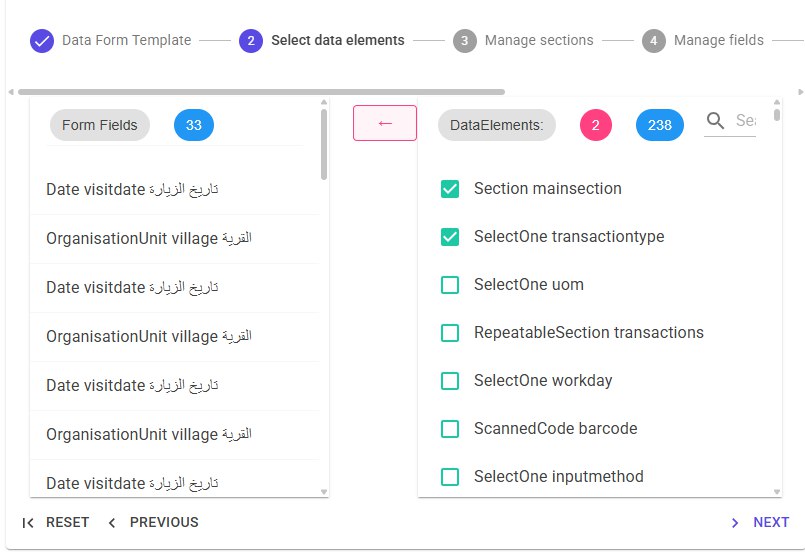 Data Form Template
2 Select data elements
3 Manage sections
4 Manage fields
Form Fields 33
Date visitdate تاريخ الزيارة
OrganisationUnit village القرية
Date visitdate تاريخ الزيارة
OrganisationUnit village القرية
Date visitdate تاريخ الزيارة
OrganisationUnit village القرية
Date visitdate تاريخ الزيارة
←
DataElements: 2 238 Sea
Section mainsection
SelectOne transactiontype
SelectOne uom
RepeatableSection transactions
SelectOne workday
ScannedCode barcode
SelectOne inputmethod
RESET PREVIOUS NEXT